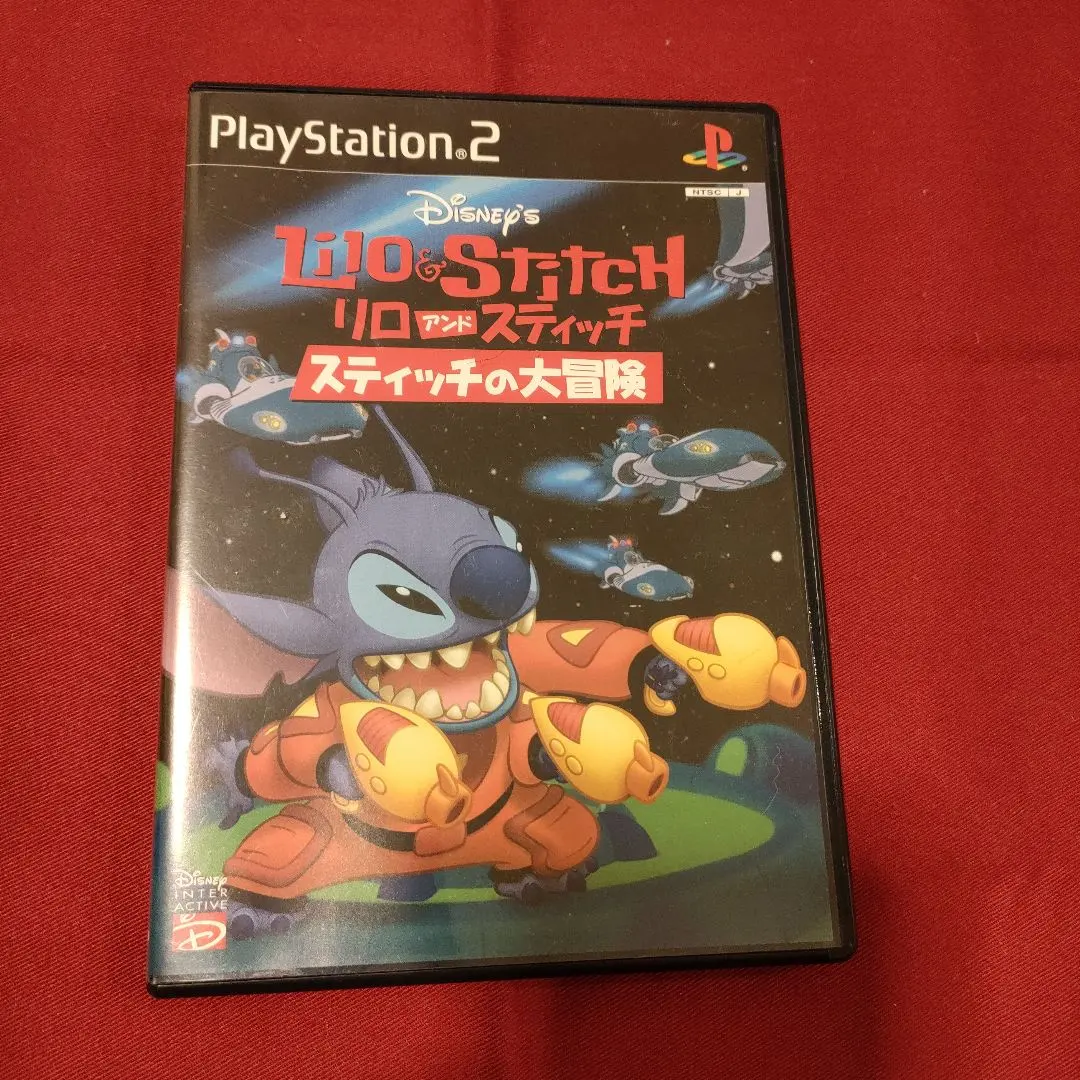 PlayStation®2
NTSC J
Disney's
Lilo & Stitch
リロ アンド スティッチ
スティッチの大冒険
Disney
INTER
ACTIVE
D